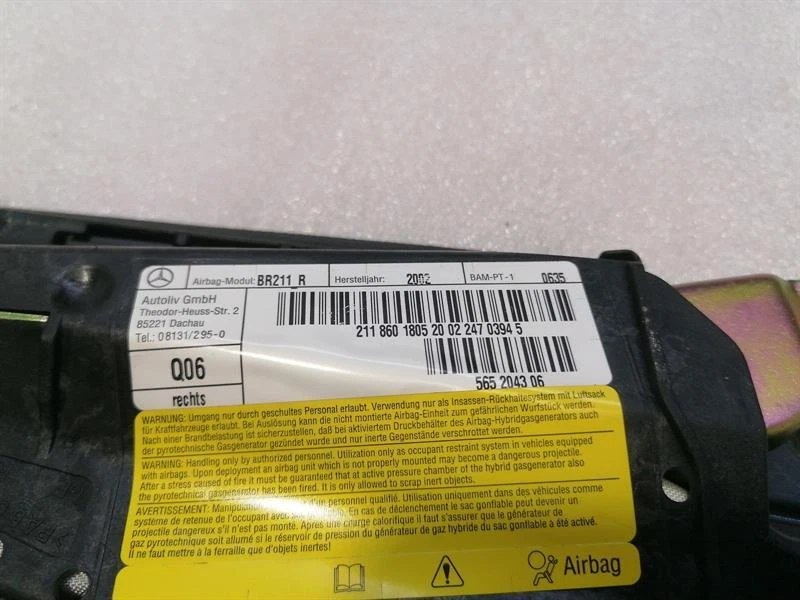 Airbag-Modul: BR211_R Herstelljahr: 2002 BAM-PT-1 0635
Autoliv GmbH
Theodor-Heuss-Str. 2
85221 Dachau
Tel.: 08131/295-0
211 860 1805 20 02 247 0394 5
Q06
565 2043 06
rechts
WARNUNG: Umgang nur durch geschultes Personal erlaubt. Verwendung nur als Insassen-Rückhaltesystem mit Luftsack
für Kraftfahrzeuge erlaubt. Bei Auslösung kann die nicht montierte Airbag-Einheit zum gefährlichen Wurfstück werden.
Nach einer Brandbelastung ist sicherzustellen, daß bei aktiviertem Druckbehälter des Airbag-Hybridgasgenerators auch
der pyrotechnische Gasgenerator gezündet wurde und nur inerte Gegenstände verschrottet werden.
WARNING: Handling only by authorized personnel. Utilization only as occupant restraint system in vehicles equipped
with airbags. Upon deployment an airbag unit which is not properly mounted may become a dangerous projectile.
After a stress caused of fire it must be guaranteed that at active pressure chamber of the hybrid gasgenerator also
the pyrotechnical gasgenerator has been fired. It is only allowed to scrap inert objects.
AVERTISSEMENT: Manipulation d'un personnel qualifié. Utilisation uniquement dans des véhicules comme
système de retenue de l'occupant avec sac En cas de déclenchement le sac gonflable peut devenir un
projectile dangereux s'il n'est pas monté. Après une charge calorifique il faut s'assurer que le générateur de
gaz pyrotechnique soit allumé si le réservoir de pression du générateur de gaz hybride du sac gonflable à été activé.
Il ne faut mettre à la ferraille que d'objets inertes!
Airbag